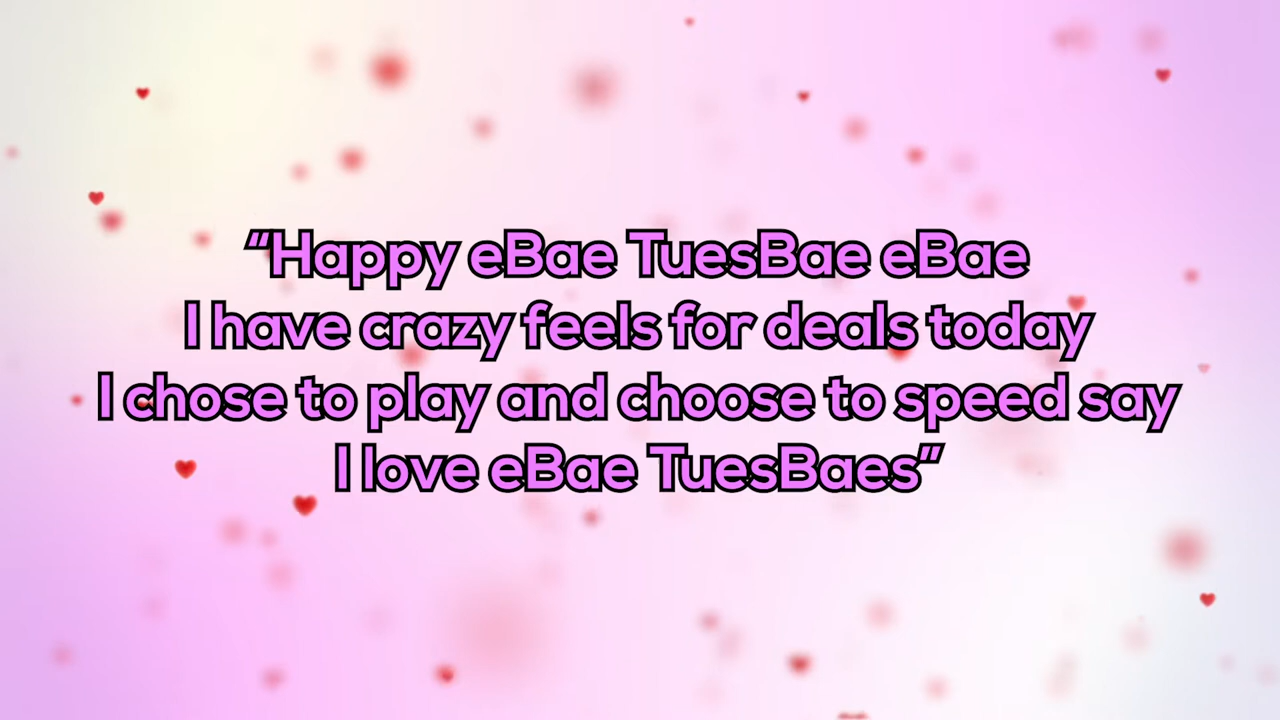 “Happy eBae TuesBae eBae
I have crazy feels for deals today
I chose to play and choose to speed say
I love eBae TuesBaes”